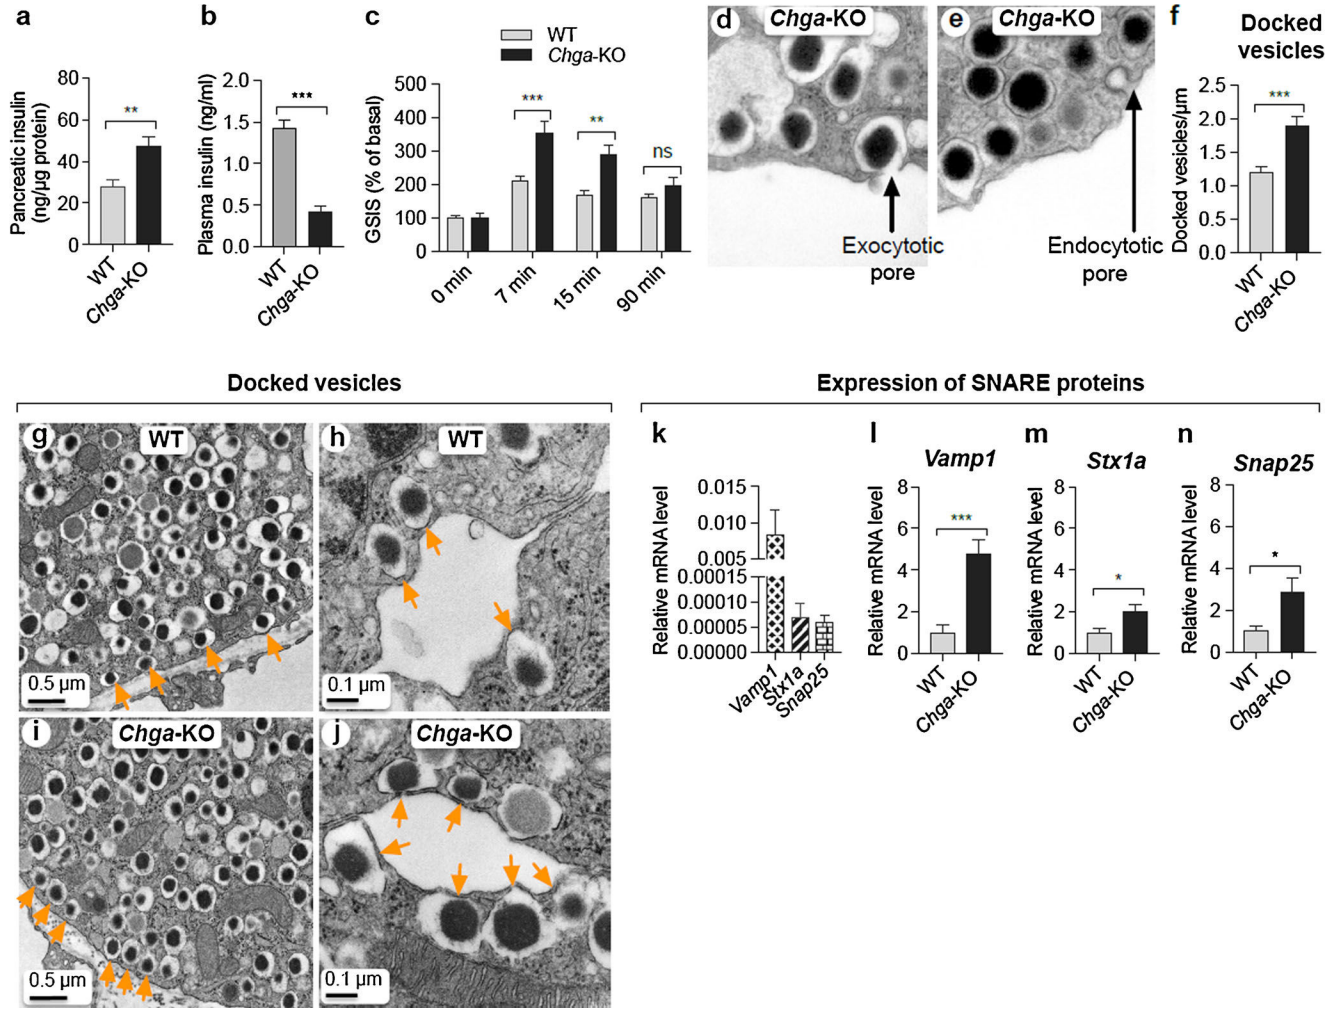 a
Pancreatic insulin
(ng/µg protein)
80
60
40
20
0
**
WT
Chga-KO
b
Plasma insulin (ng/ml)
2.0
1.5
1.0
0.5
0.0
***
WT
Chga-KO
c
WT
Chga-KO
GSIS (% of basal)
500
400
300
200
100
0
***
**
ns
0 min
7 min
15 min
90 min
d
Chga-KO
Exocytotic
pore
e
Chga-KO
Endocytotic
pore
f
Docked
vesicles
Docked vesicles/µm
2.5
2.0
1.5
1.0
0.5
0.0
***
WT
Chga-KO
Docked vesicles
g
WT
0.5 µm
h
WT
0.1 µm
i
Chga-KO
0.5 µm
j
Chga-KO
0.1 µm
Expression of SNARE proteins
k
Relative mRNA level
0.015
0.010
0.005
0.00015
0.00010
0.00005
0.00000
Vamp1
Stx1a
Snap25
l
Vamp1
Relative mRNA level
8
6
4
2
0
***
WT
Chga-KO
m
Stx1a
Relative mRNA level
8
6
4
2
0
*
WT
Chga-KO
n
Snap25
Relative mRNA level
8
6
4
2
0
*
WT
Chga-KO